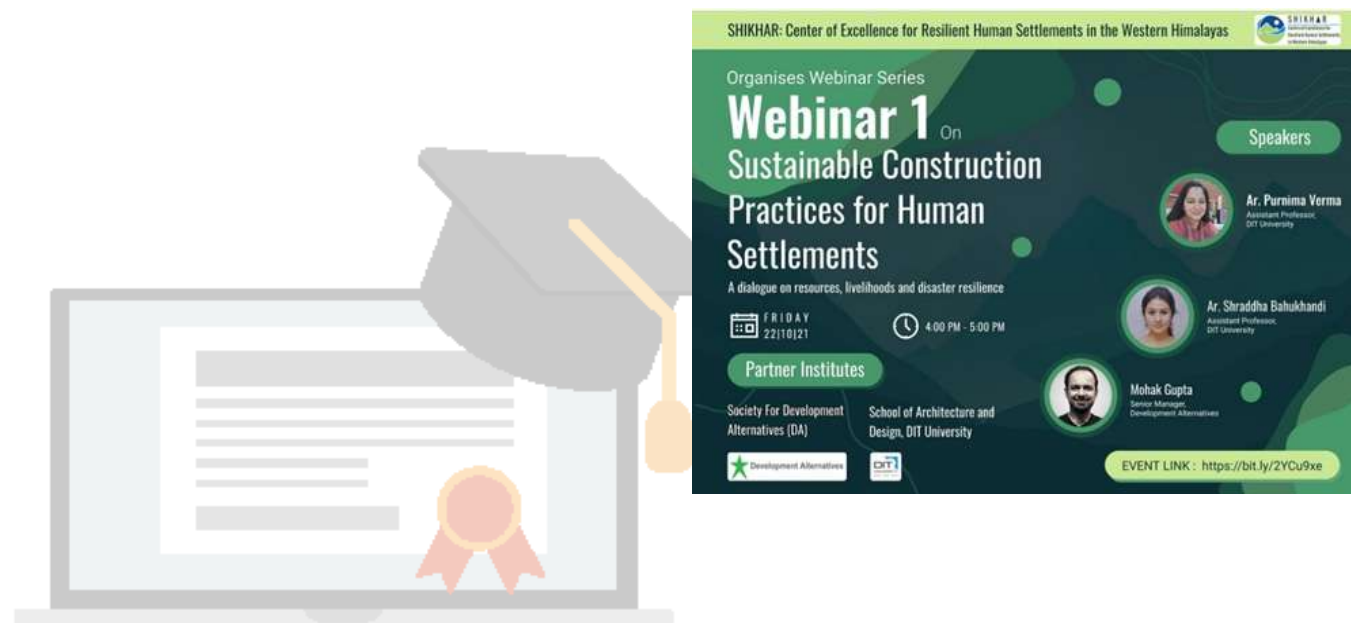 SHIKHAR: Center of Excellence for Resilient Human Settlements in the Western Himalayas
SHIKHAR
Organises Webinar Series
Webinar 1 On
Sustainable Construction
Practices for Human
Settlements
A dialogue on resources, livelihoods and disaster resilience
FRIDAY
22|10|21
4:00 PM - 5:00 PM
Partner Institutes
Society For Development
Alternatives (DA)
School of Architecture and
Design, DIT University
Development Alternatives
DIT
Speakers
Ar. Purnima Verma
Assistant Professor,
DIT University
Ar. Shraddha Bahukhandi
Assistant Professor,
DIT University
Mohak Gupta
Senior Manager,
Development Alternatives
EVENT LINK : https://bit.ly/2YCu9xe